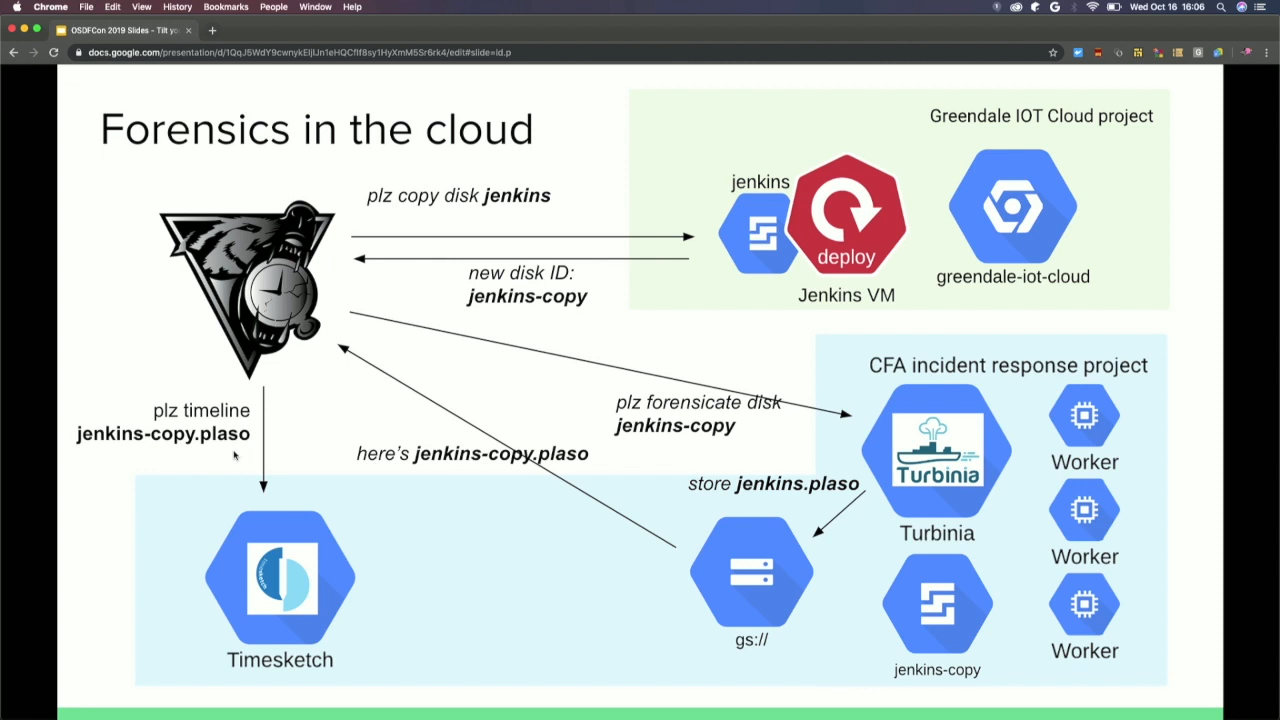 Chrome File Edit View History Bookmarks People Window Help
Wed Oct 16 16:06
OSDFCon 2019 Slides - Tilt yo
docs.google.com/presentation/d/1QqJ5WdY9cwnykEljIJn1eHQCflf8sy1HyXmM5Sr6rk4/edit#slide=id.p
Forensics in the cloud
Greendale IOT Cloud project
plz copy disk jenkins
jenkins
deploy
new disk ID:
jenkins-copy
Jenkins VM
greendale-iot-cloud
CFA incident response project
plz timeline
jenkins-copy.plaso
plz forensicate disk
jenkins-copy
here's jenkins-copy.plaso
store jenkins.plaso
Turbinia
Turbinia
Worker
Worker
Worker
Timesketch
gs://
jenkins-copy